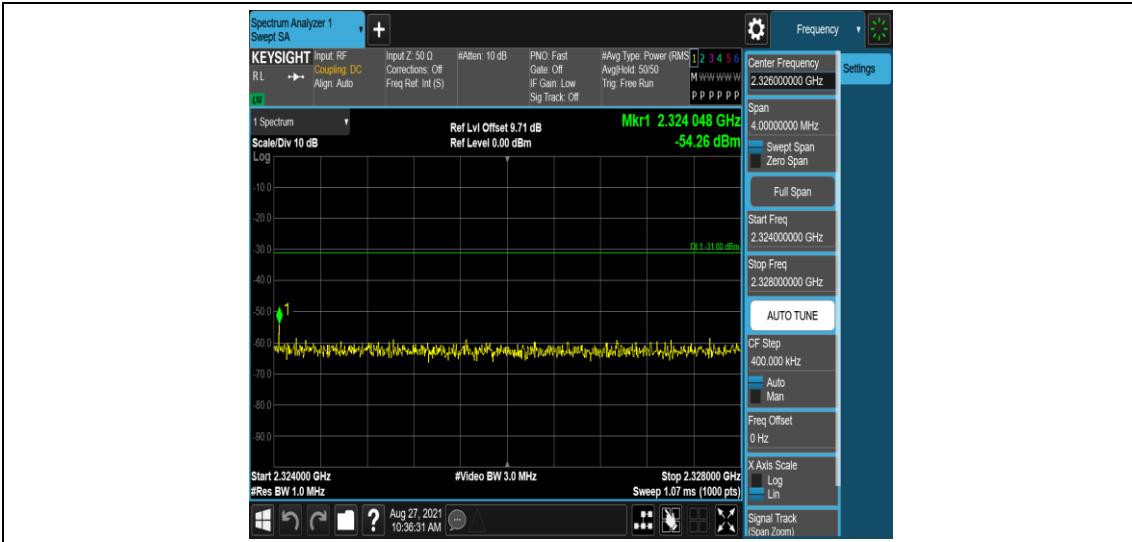 Spectrum Analyzer 1
Swept SA
+
Frequency
KEYSIGHT
RL
LXI
Input: RF
Coupling: DC
Align: Auto
Input Z: 50 Ω
Corrections: Off
Freq Ref: Int (S)
#Atten: 10 dB
PNO: Fast
Gate: Off
IF Gain: Low
Sig Track: Off
#Avg Type: Power (RMS
Avg|Hold: 50/50
Trig: Free Run
1 2 3 4 5 6
M W W W W W
P P P P P P
1 Spectrum
Scale/Div 10 dB
Log
Ref Lvl Offset 9.71 dB
Ref Level 0.00 dBm
Mkr1 2.324 048 GHz
-54.26 dBm
-10.0
-20.0
-30.0
DL1 -31.00 dBm
-40.0
-50.0
1
-60.0
-70.0
-80.0
-90.0
Start 2.324000 GHz
#Res BW 1.0 MHz
#Video BW 3.0 MHz
Stop 2.328000 GHz
Sweep 1.07 ms (1000 pts)
?
Aug 27, 2021
10:36:31 AM
Center Frequency
2.326000000 GHz
Settings
Span
4.00000000 MHz
Swept Span
Zero Span
Full Span
Start Freq
2.324000000 GHz
Stop Freq
2.328000000 GHz
AUTO TUNE
CF Step
400.000 kHz
Auto
Man
Freq Offset
0 Hz
X Axis Scale
Log
Lin
Signal Track
(Span Zoom)